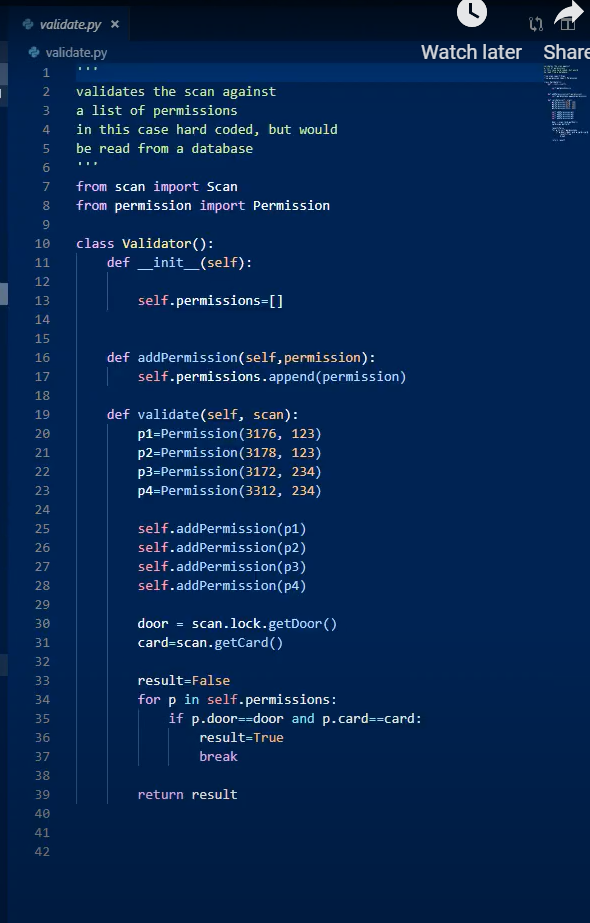 validate.py ×
validate.py
Watch later Share
1 '''
2 validates the scan against
3 a list of permissions
4 in this case hard coded, but would
5 be read from a database
6 '''
7 from scan import Scan
8 from permission import Permission
9
10 class Validator():
11     def __init__(self):
12
13         self.permissions=[]
14
15
16     def addPermission(self,permission):
17         self.permissions.append(permission)
18
19     def validate(self, scan):
20         p1=Permission(3176, 123)
21         p2=Permission(3178, 123)
22         p3=Permission(3172, 234)
23         p4=Permission(3312, 234)
24
25         self.addPermission(p1)
26         self.addPermission(p2)
27         self.addPermission(p3)
28         self.addPermission(p4)
29
30         door = scan.lock.getDoor()
31         card=scan.getCard()
32
33         result=False
34         for p in self.permissions:
35             if p.door==door and p.card==card:
36                 result=True
37                 break
38
39         return result
40
41
42